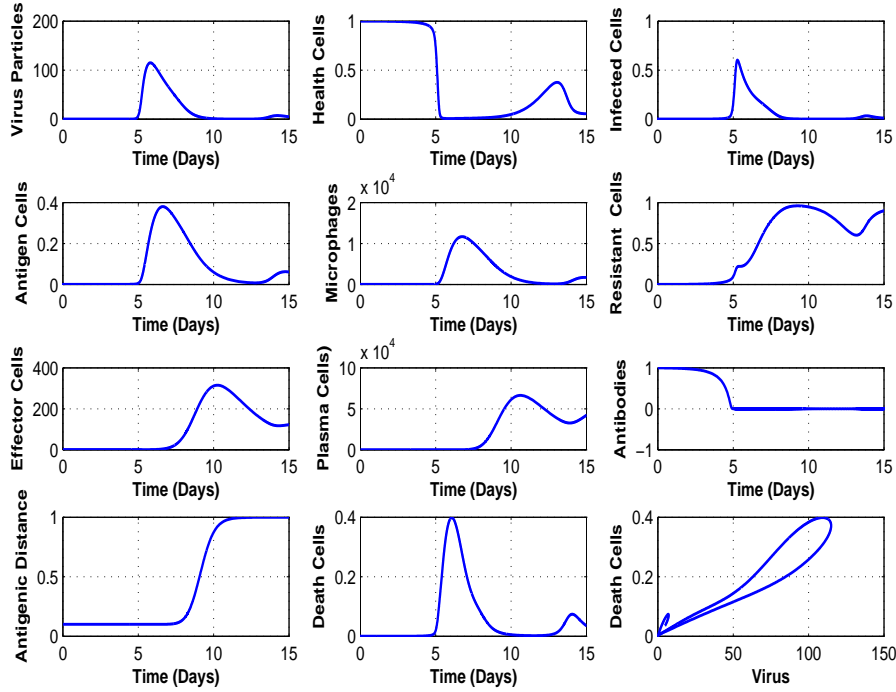 Virus Particles
200
100
0
0 5 10 15
Time (Days)
Health Cells
1
0.5
0
0 5 10 15
Time (Days)
Infected Cells
1
0.5
0
0 5 10 15
Time (Days)
Antigen Cells
0.4
0.2
0
0 5 10 15
Time (Days)
Microphages
x 10^4
2
1
0
0 5 10 15
Time (Days)
Resistant Cells
1
0.5
0
0 5 10 15
Time (Days)
Effector Cells
400
200
0
0 5 10 15
Time (Days)
Plasma Cells)
x 10^4
10
5
0
0 5 10 15
Time (Days)
Antibodies
1
0
−1
0 5 10 15
Time (Days)
Antigenic Distance
1
0.5
0
0 5 10 15
Time (Days)
Death Cells
0.4
0.2
0
0 5 10 15
Time (Days)
Death Cells
0.4
0.2
0
0 50 100 150
Virus